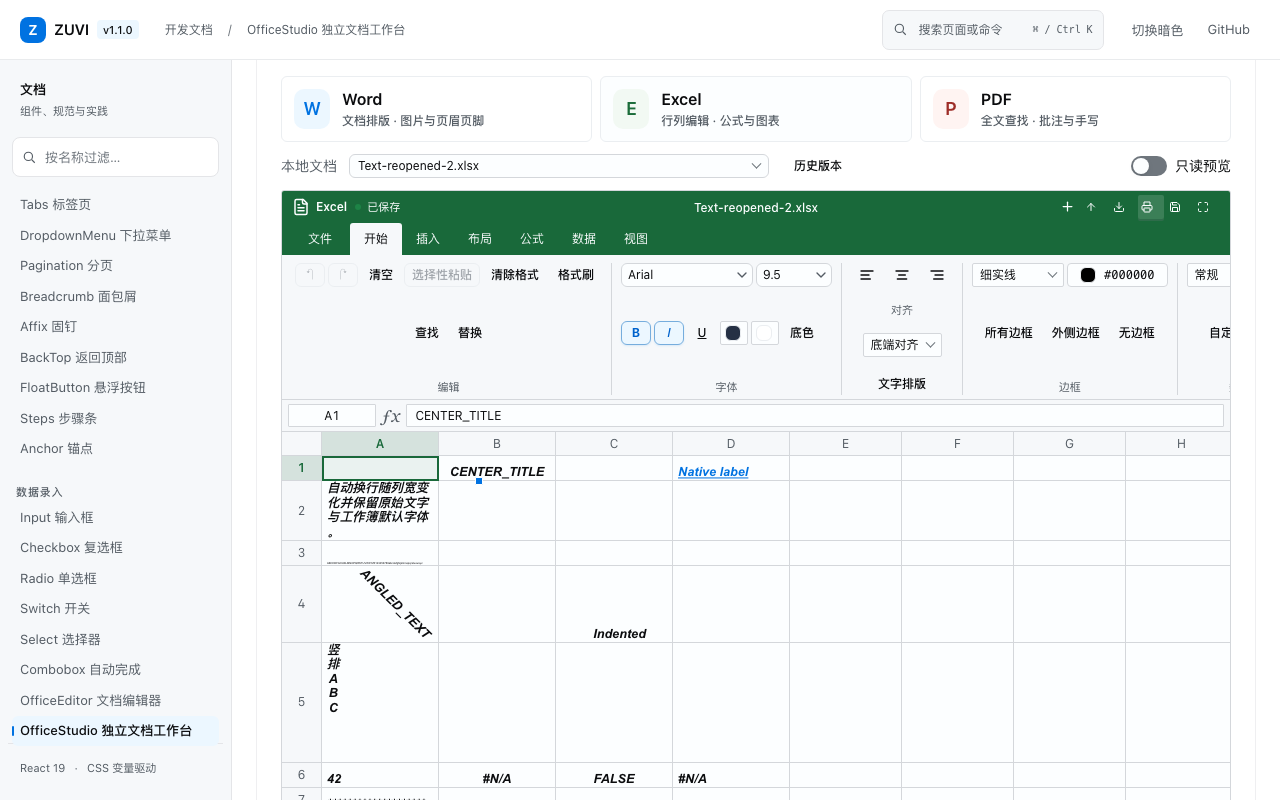 Z ZUVI v1.1.0 开发文档 / OfficeStudio 独立文档工作台 搜索页面或命令 ⌘ / Ctrl K 切换暗色 GitHub
文档
组件、规范与实践
按名称过滤...
Tabs 标签页
DropdownMenu 下拉菜单
Pagination 分页
Breadcrumb 面包屑
Affix 固钉
BackTop 返回顶部
FloatButton 悬浮按钮
Steps 步骤条
Anchor 锚点
数据录入
Input 输入框
Checkbox 复选框
Radio 单选框
Switch 开关
Select 选择器
Combobox 自动完成
OfficeEditor 文档编辑器
OfficeStudio 独立文档工作台
React 19 · CSS 变量驱动
W Word
文档排版 · 图片与页眉页脚
E Excel
行列编辑 · 公式与图表
P PDF
全文查找 · 批注与手写
本地文档 Text-reopened-2.xlsx 历史版本 只读预览
Excel 已保存 Text-reopened-2.xlsx
文件 开始 插入 布局 公式 数据 视图
清空 选择性粘贴 清除格式 格式刷 Arial 9.5 细实线 #000000 常规
对齐
查找 替换 B I U 底色 底端对齐 所有边框 外侧边框 无边框 自定
文字排版
编辑 字体 边框
A1 fx CENTER_TITLE
A B C D E F G H
1 CENTER_TITLE Native label
2 自动换行随列宽变
化并保留原始文字
与工作簿默认字体
。
3
4 ANGLED_TEXT Indented
5 竖
排
A
B
C
6 42 #N/A FALSE #N/A
7